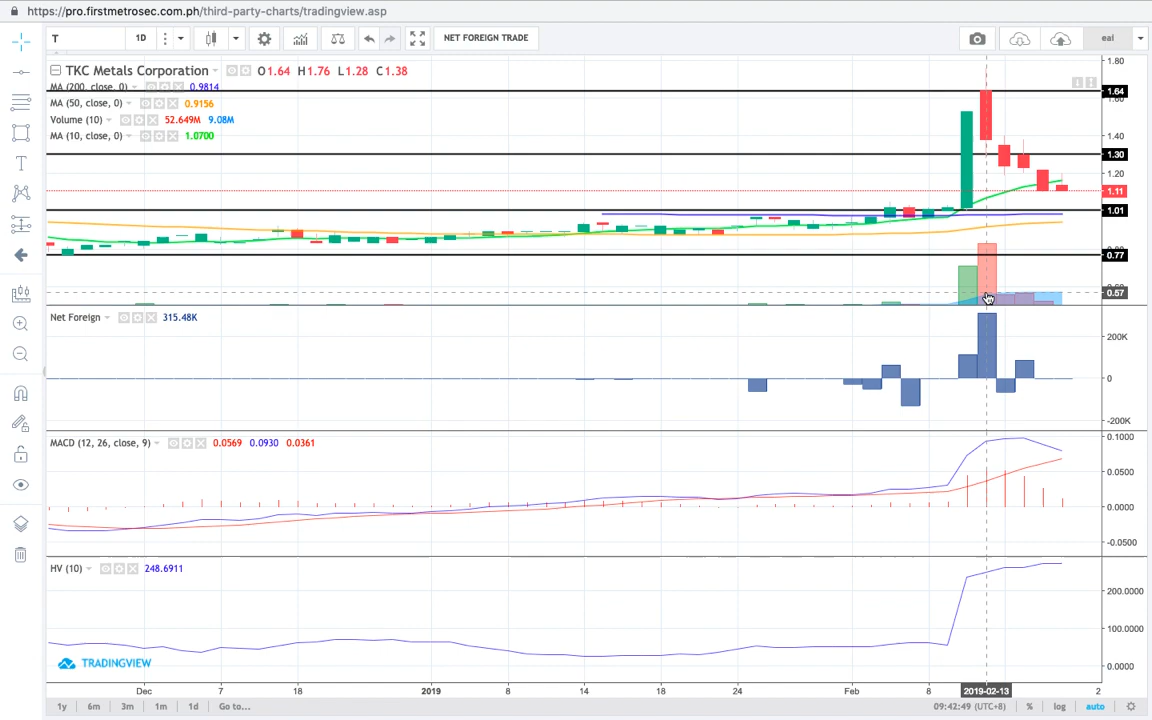 https://pro.firstmetrosec.com.ph/third-party-charts/tradingview.asp
T 1D NET FOREIGN TRADE eai
TKC Metals Corporation O1.64 H1.76 L1.28 C1.38
MA (200, close, 0) 0.9814
MA (50, close, 0) 0.9156
Volume (10) 52.649M 9.08M
MA (10, close, 0) 1.0700
1.80
1.64
1.60
1.40
1.30
1.20
1.11
1.01
0.77
0.57
Net Foreign 315.48K
200K
0
-200K
MACD (12, 26, close, 9) 0.0569 0.0930 0.0361
0.1000
0.0500
0.0000
-0.0500
HV (10) 248.6911
200.0000
100.0000
0.0000
TRADINGVIEW
Dec 7 18 2019 8 14 18 24 Feb 8 2019-02-13 2
1y 6m 3m 1m 1d Go to... 09:42:49 (UTC+8) % log auto